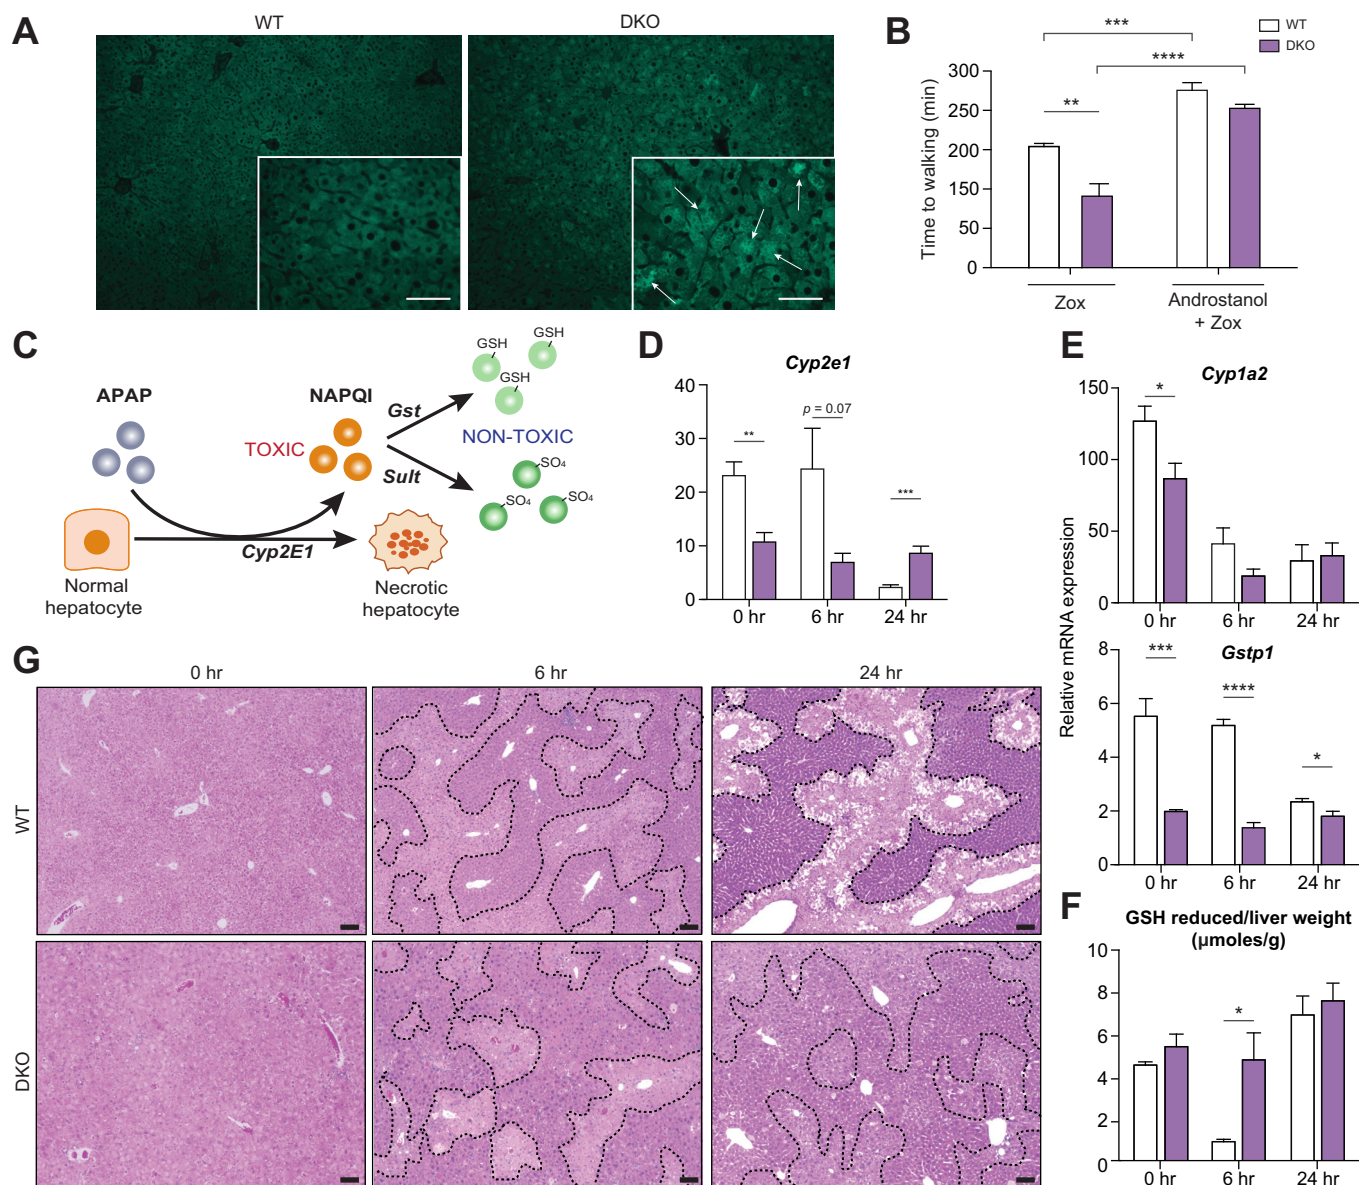 A
WT
DKO
B
WT
DKO
***
****
**
Time to walking (min)
300
250
200
150
50
0
Zox
Androstanol
+ Zox
C
APAP
NAPQI
TOXIC
Gst
Sult
GSH
GSH
GSH
NON-TOXIC
SO4
SO4
SO4
Cyp2E1
Normal
hepatocyte
Necrotic
hepatocyte
D
Cyp2e1
40
30
20
10
0
**
p = 0.07
***
0 hr
6 hr
24 hr
E
Relative mRNA expression
Cyp1a2
150
100
50
0
*
0 hr
6 hr
24 hr
Gstp1
8
6
4
2
0
***
****
*
0 hr
6 hr
24 hr
F
GSH reduced/liver weight
(µmoles/g)
10
8
6
4
2
0
*
0 hr
6 hr
24 hr
G
0 hr
6 hr
24 hr
WT
DKO